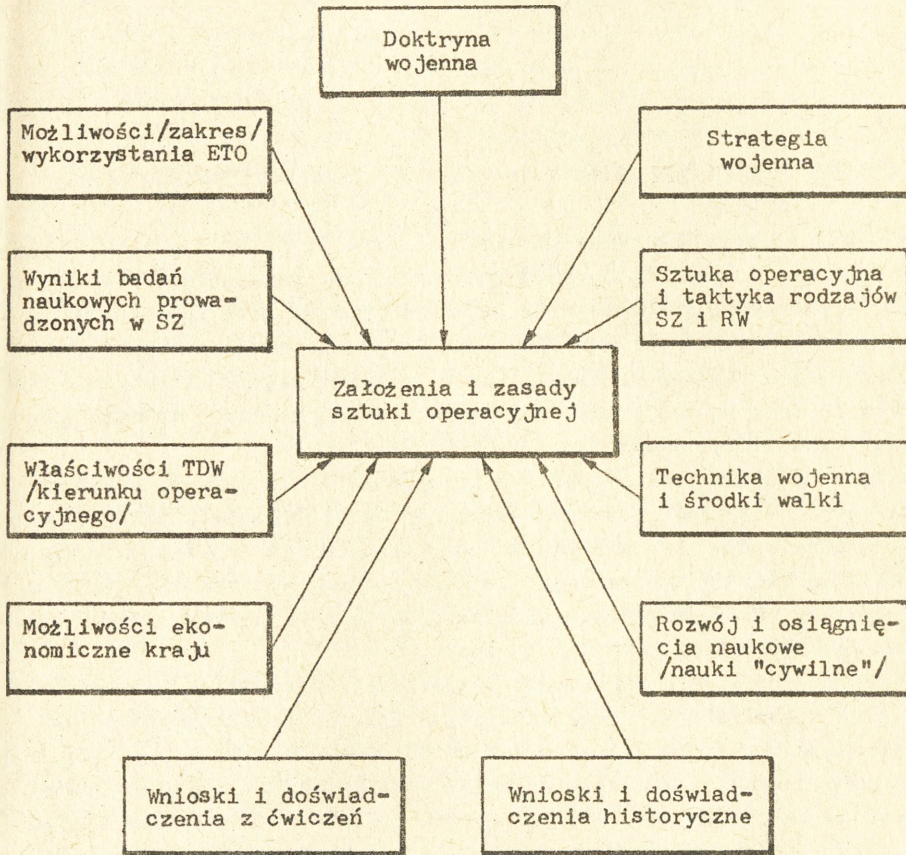 Doktryna
wojenna
Możliwości/zakres/
wykorzystania ETO
Strategia
wojenna
Wyniki badań
naukowych prowa-
dzonych w SZ
Sztuka operacyjna
i taktyka rodzajów
SZ i RW
Założenia i zasady
sztuki operacyjnej
Właściwości TDW
/kierunku opera-
cyjnego/
Technika wojenna
i środki walki
Możliwości eko-
nomiczne kraju
Rozwój i osiągnię-
cia naukowe
/nauki "cywilne"/
Wnioski i doświad-
czenia z ćwiczeń
Wnioski i doświad-
czenia historyczne